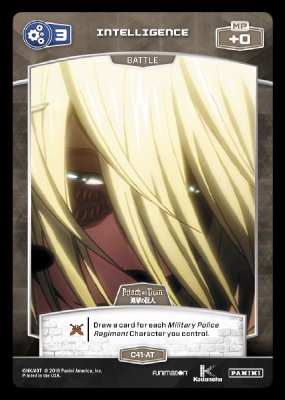 3
INTELLIGENCE
MP
+0
BATTLE
Attack on Titan
進撃の巨人
Draw a card for each Military Police
Regiment Character you control.
C41-AT
©HK/AOT © 2018 Panini America, Inc.
Printed in the USA.
FUNIMATION
K
Kodansha
PANINI